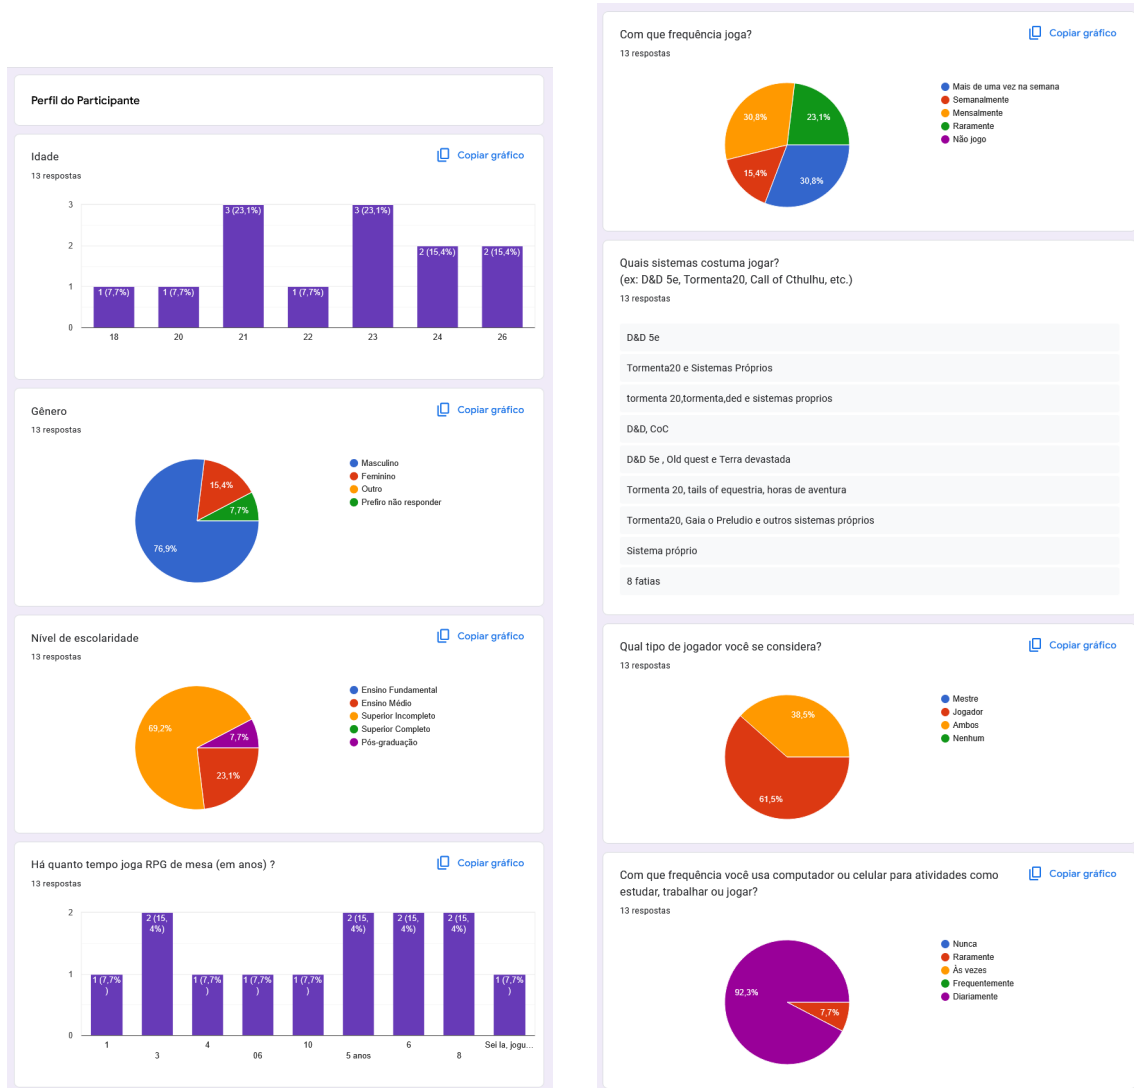 Perfil do Participante
Idade
Copiar gráfico
13 respostas
3
2
1
0
1 (7,7%)
1 (7,7%)
3 (23,1%)
1 (7,7%)
3 (23,1%)
2 (15,4%)
2 (15,4%)
18
20
21
22
23
24
26
Gênero
Copiar gráfico
13 respostas
76,9%
15,4%
7,7%
Masculino
Feminino
Outro
Prefiro não responder
Nível de escolaridade
Copiar gráfico
13 respostas
69,2%
7,7%
23,1%
Ensino Fundamental
Ensino Médio
Superior Incompleto
Superior Completo
Pós-graduação
Há quanto tempo joga RPG de mesa (em anos) ?
Copiar gráfico
13 respostas
2
1
0
1 (7,7%
)
2 (15,
4%)
1 (7,7%
)
1 (7,7%
)
1 (7,7%
)
2 (15,
4%)
2 (15,
4%)
2 (15,
4%)
1 (7,7%
)
1
3
4
06
10
5 anos
6
8
Sei la, jogu...
Com que frequência joga?
Copiar gráfico
13 respostas
30,8%
23,1%
15,4%
30,8%
Mais de uma vez na semana
Semanalmente
Mensalmente
Raramente
Não jogo
Quais sistemas costuma jogar?
(ex: D&D 5e, Tormenta20, Call of Cthulhu, etc.)
13 respostas
D&D 5e
Tormenta20 e Sistemas Próprios
tormenta 20,tormenta,ded e sistemas proprios
D&D, CoC
D&D 5e , Old quest e Terra devastada
Tormenta 20, tails of equestria, horas de aventura
Tormenta20, Gaia o Preludio e outros sistemas próprios
Sistema próprio
8 fatias
Qual tipo de jogador você se considera?
Copiar gráfico
13 respostas
38,5%
61,5%
Mestre
Jogador
Ambos
Nenhum
Com que frequência você usa computador ou celular para atividades como
estudar, trabalhar ou jogar?
Copiar gráfico
13 respostas
92,3%
7,7%
Nunca
Raramente
Às vezes
Frequentemente
Diariamente